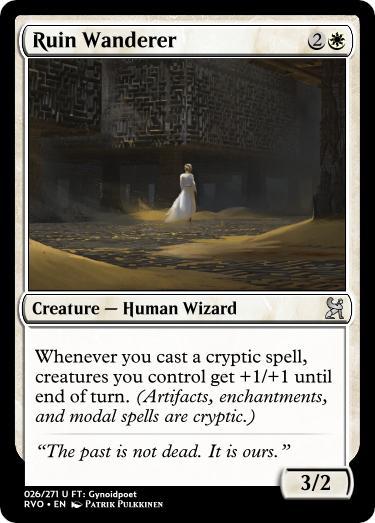 Ruin Wanderer 2
Creature — Human Wizard
Whenever you cast a cryptic spell,
creatures you control get +1/+1 until
end of turn. (Artifacts, enchantments,
and modal spells are cryptic.)
“The past is not dead. It is ours.”
3/2
026/271 U FT: Gynoidpoet
RVO • EN Patrik Pulkkinen